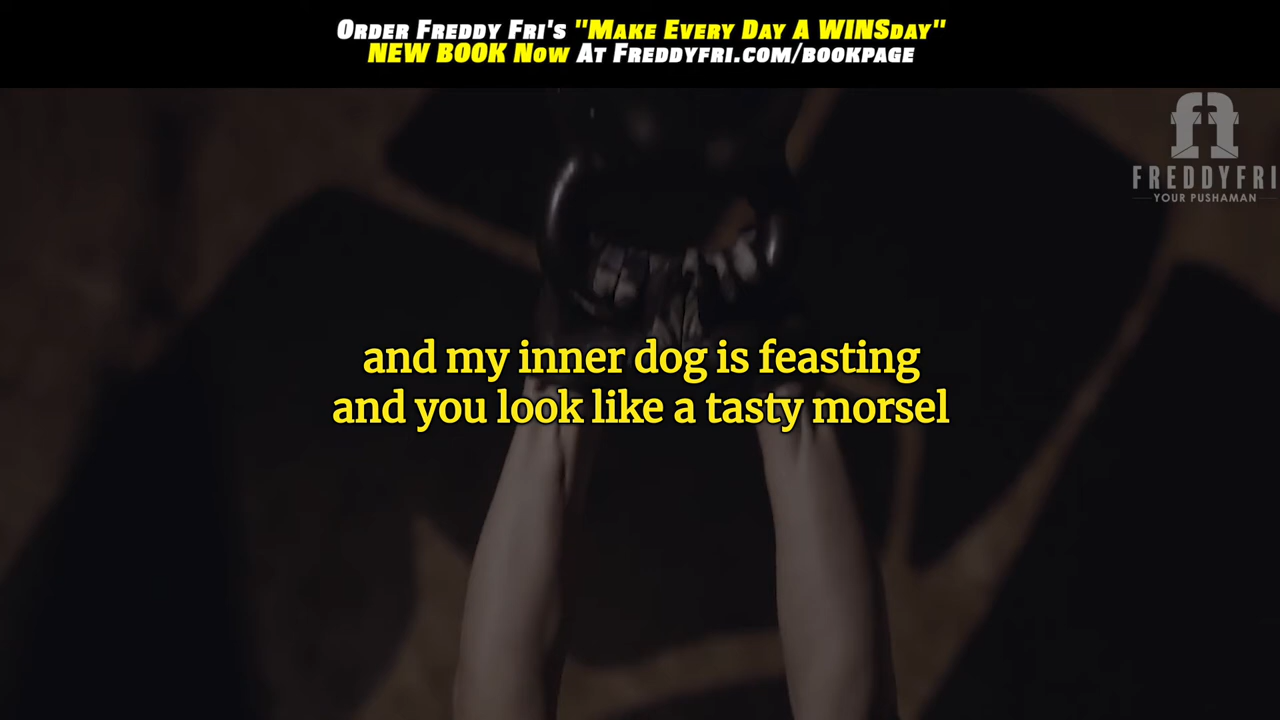 Order Freddy Fri's "Make Every Day A WINSday"
NEW BOOK Now At Freddyfri.com/bookpage
FREDDYFRI
YOUR PUSHAMAN
and my inner dog is feasting
and you look like a tasty morsel